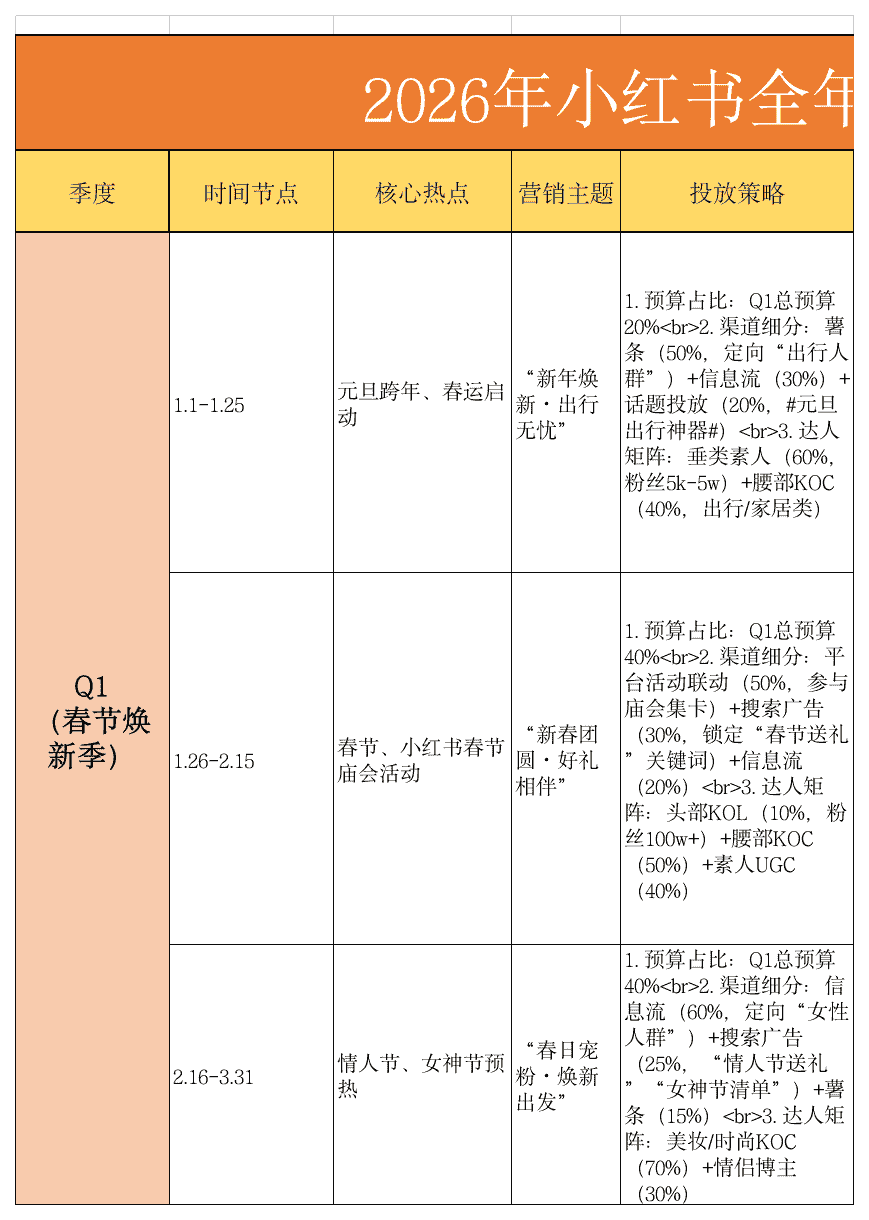 2026年小红书全年
季度
时间节点
核心热点
营销主题
投放策略
Q1
（春节焕
新季）
1.1-1.25
元旦跨年、春运启
动
“新年焕
新·出行
无忧”
1. 预算占比：Q1总预算
20%<br>2. 渠道细分：薯
条（50%，定向“出行人
群”）+信息流（30%）+
话题投放（20%，#元旦
出行神器#）<br>3. 达人
矩阵：垂类素人（60%，
粉丝5k-5w）+腰部KOC
（40%，出行/家居类）
1.26-2.15
春节、小红书春节
庙会活动
“新春团
圆·好礼
相伴”
1. 预算占比：Q1总预算
40%<br>2. 渠道细分：平
台活动联动（50%，参与
庙会集卡）+搜索广告
（30%，锁定“春节送礼
”关键词）+信息流
（20%）<br>3. 达人矩
阵：头部KOL（10%，粉
丝100w+）+腰部KOC
（50%）+素人UGC
（40%）
2.16-3.31
情人节、女神节预
热
“春日宠
粉·焕新
出发”
1. 预算占比：Q1总预算
40%<br>2. 渠道细分：信
息流（60%，定向“女性
人群”）+搜索广告
（25%，“情人节送礼
”“女神节清单”）+薯
条（15%）<br>3. 达人矩
阵：美妆/时尚KOC
（70%）+情侣博主
（30%）